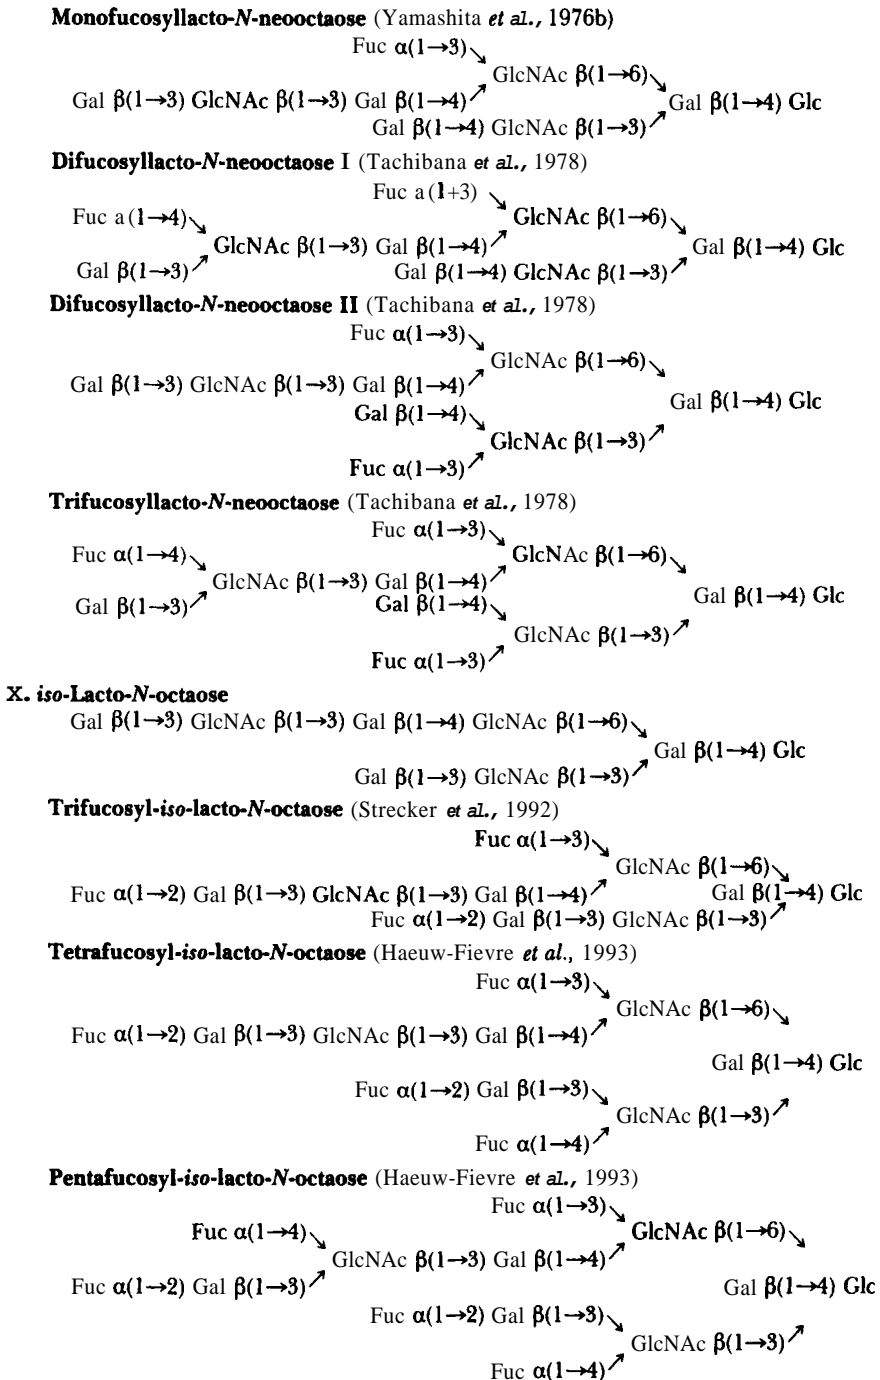 Monofucosyllacto-N-neooctaose (Yamashita et al., 1976b)
Fuc α(1→3)↘
GlcNAc β(1→6)↘
Gal β(1→3) GlcNAc β(1→3) Gal β(1→4)↗ Gal β(1→4) Glc
Gal β(1→4) GlcNAc β(1→3)↗
Difucosyllacto-N-neooctaose I (Tachibana et al., 1978)
Fuc a(1+3) ↘
Fuc a(1→4)↘ GlcNAc β(1→6)↘
GlcNAc β(1→3) Gal β(1→4)↗ Gal β(1→4) Glc
Gal β(1→3)↗ Gal β(1→4) GlcNAc β(1→3)↗
Difucosyllacto-N-neooctaose II (Tachibana et al., 1978)
Fuc α(1→3)↘
GlcNAc β(1→6)↘
Gal β(1→3) GlcNAc β(1→3) Gal β(1→4)↗
Gal β(1→4) Glc
Gal β(1→4)↘
GlcNAc β(1→3)↗
Fuc α(1→3)↗
Trifucosyllacto-N-neooctaose (Tachibana et al., 1978)
Fuc α(1→3)↘
Fuc α(1→4)↘ GlcNAc β(1→6)↘
GlcNAc β(1→3) Gal β(1→4)↗
Gal β(1→3)↗ Gal β(1→4)↘ Gal β(1→4) Glc
GlcNAc β(1→3)↗
Fuc α(1→3)↗
X. iso-Lacto-N-octaose
Gal β(1→3) GlcNAc β(1→3) Gal β(1→4) GlcNAc β(1→6)↘
Gal β(1→4) Glc
Gal β(1→3) GlcNAc β(1→3)↗
Trifucosyl-iso-lacto-N-octaose (Strecker et al., 1992)
Fuc α(1→3)↘
GlcNAc β(1→6)↘
Fuc α(1→2) Gal β(1→3) GlcNAc β(1→3) Gal β(1→4)↗ Gal β(1→4) Glc
Fuc α(1→2) Gal β(1→3) GlcNAc β(1→3)↗
Tetrafucosyl-iso-lacto-N-octaose (Haeuw-Fievre et al., 1993)
Fuc α(1→3)↘
GlcNAc β(1→6)↘
Fuc α(1→2) Gal β(1→3) GlcNAc β(1→3) Gal β(1→4)↗
Gal β(1→4) Glc
Fuc α(1→2) Gal β(1→3)↘
GlcNAc β(1→3)↗
Fuc α(1→4)↗
Pentafucosyl-iso-lacto-N-octaose (Haeuw-Fievre et al., 1993)
Fuc α(1→3)↘
Fuc α(1→4)↘ GlcNAc β(1→6)↘
GlcNAc β(1→3) Gal β(1→4)↗
Fuc α(1→2) Gal β(1→3)↗ Gal β(1→4) Glc
Fuc α(1→2) Gal β(1→3)↘
GlcNAc β(1→3)↗
Fuc α(1→4)↗